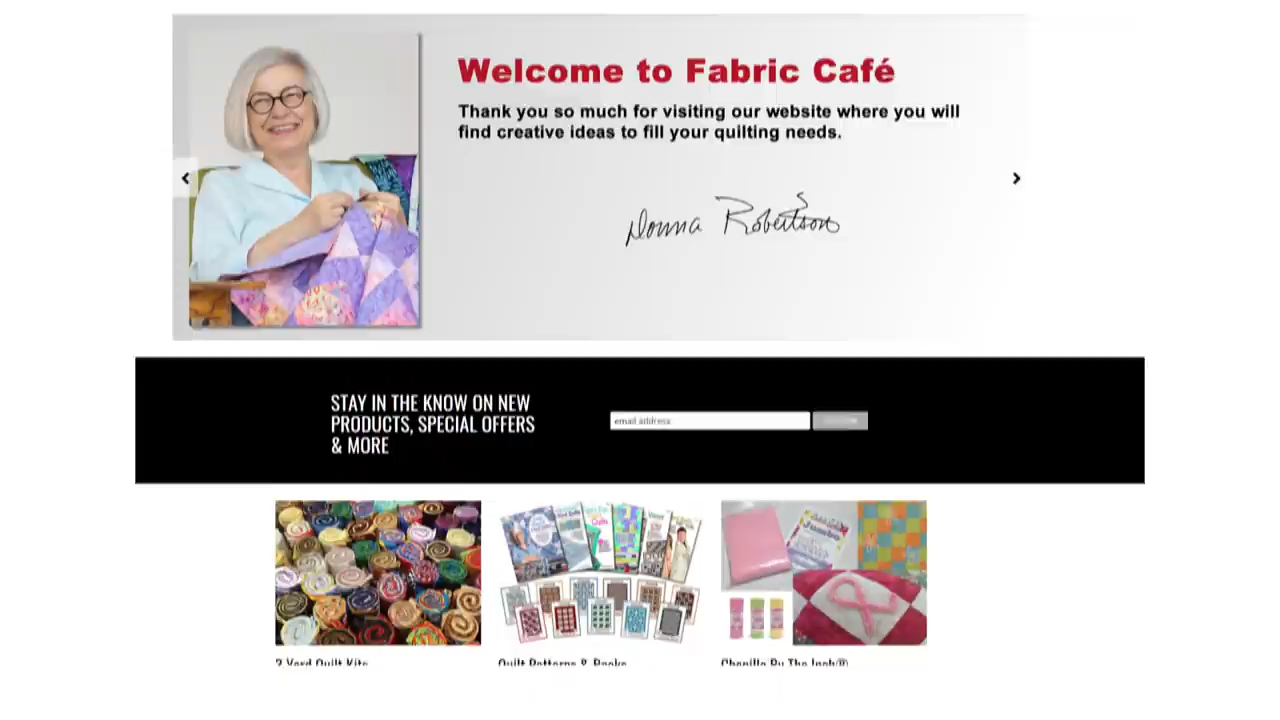 Welcome to Fabric Café
Thank you so much for visiting our website where you will
find creative ideas to fill your quilting needs.
Donna Robertson
STAY IN THE KNOW ON NEW
PRODUCTS, SPECIAL OFFERS
& MORE
email address
Quilts
Jumbo
3 Yard Quilt Kits
Quilt Patterns & Books
Chenille By The Inch®